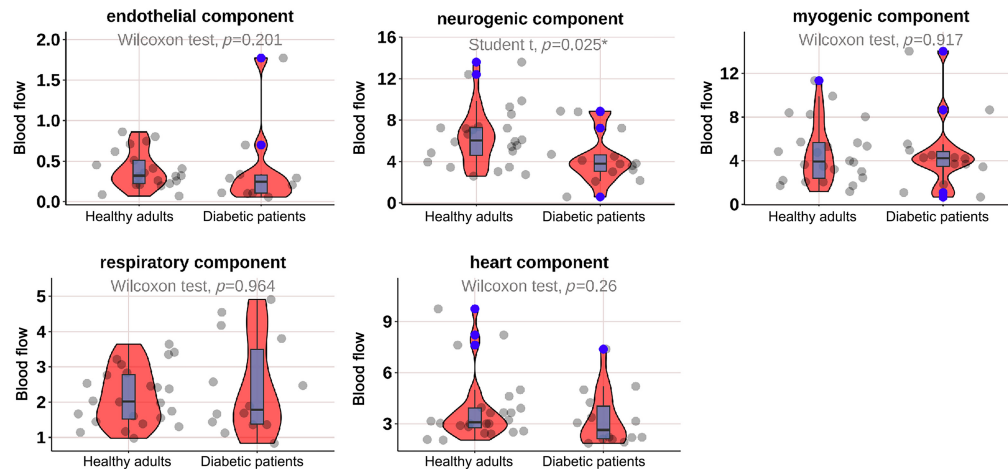 endothelial component
Wilcoxon test, p=0.201
Blood flow
2.0
1.5
1.0
0.5
0.0
Healthy adults
Diabetic patients
neurogenic component
Student t, p=0.025*
Blood flow
16
12
8
4
0
Healthy adults
Diabetic patients
myogenic component
Wilcoxon test, p=0.917
Blood flow
12
8
4
0
Healthy adults
Diabetic patients
respiratory component
Wilcoxon test, p=0.964
Blood flow
5
4
3
2
1
Healthy adults
Diabetic patients
heart component
Wilcoxon test, p=0.26
Blood flow
9
6
3
Healthy adults
Diabetic patients